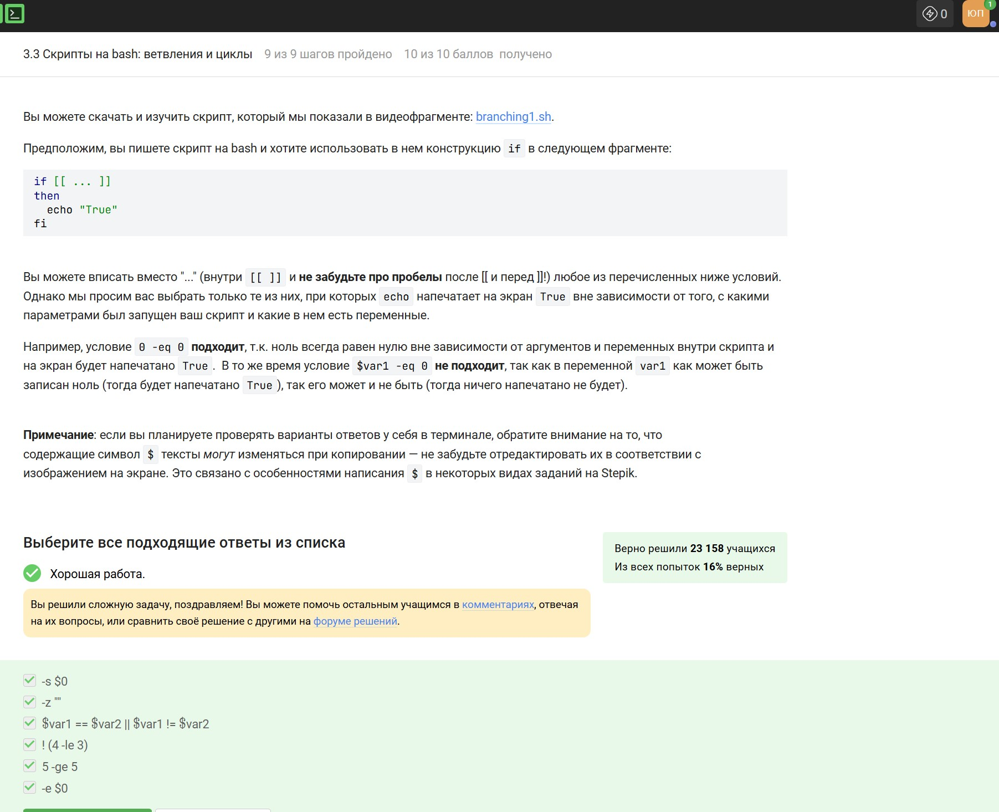 >_
0
ЮП
1
3.3 Скрипты на bash: ветвления и циклы 9 из 9 шагов пройдено 10 из 10 баллов получено
Вы можете скачать и изучить скрипт, который мы показали в видеофрагменте: branching1.sh.
Предположим, вы пишете скрипт на bash и хотите использовать в нем конструкцию if в следующем фрагменте:
if [[ ... ]]
then
  echo "True"
fi
Вы можете вписать вместо "..." (внутри [[ ]] и не забудьте про пробелы после [[ и перед ]]!) любое из перечисленных ниже условий.
Однако мы просим вас выбрать только те из них, при которых echo напечатает на экран True вне зависимости от того, с какими
параметрами был запущен ваш скрипт и какие в нем есть переменные.
Например, условие 0 -eq 0 подходит, т.к. ноль всегда равен нулю вне зависимости от аргументов и переменных внутри скрипта и
на экран будет напечатано True . В то же время условие $var1 -eq 0 не подходит, так как в переменной var1 как может быть
записан ноль (тогда будет напечатано True ), так его может и не быть (тогда ничего напечатано не будет).
Примечание: если вы планируете проверять варианты ответов у себя в терминале, обратите внимание на то, что
содержащие символ $ тексты могут изменяться при копировании — не забудьте отредактировать их в соответствии с
изображением на экране. Это связано с особенностями написания $ в некоторых видах заданий на Stepik.
Выберите все подходящие ответы из списка
Верно решили 23 158 учащихся
Из всех попыток 16% верных
Хорошая работа.
Вы решили сложную задачу, поздравляем! Вы можете помочь остальным учащимся в комментариях, отвечая
на их вопросы, или сравнить своё решение с другими на форуме решений.
-s $0
-z ""
$var1 == $var2 || $var1 != $var2
! (4 -le 3)
5 -ge 5
-e $0